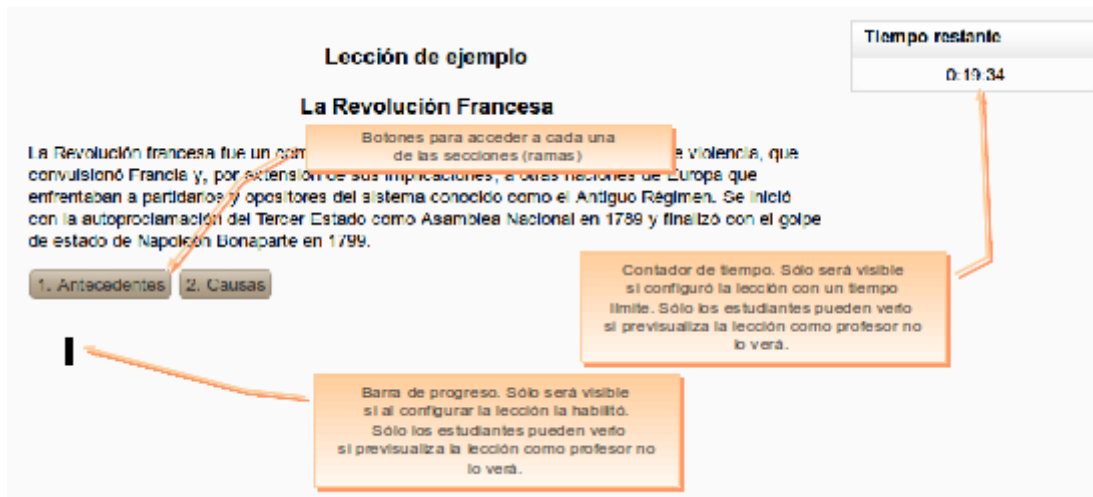 Tiempo restante
0:19:34
Lección de ejemplo
La Revolución Francesa
Botones para acceder a cada una
de las secciones (ramas)
La Revolución francesa fue un e violencia, que
convulsionó Francia y, por extensión de sus implicaciones, a otras naciones de Europa que
enfrentaban a partidarios y opositores del sistema conocido como el Antiguo Régimen. Se inició
con la autoproclamación del Tercer Estado como Asamblea Nacional en 1789 y finalizó con el golpe
de estado de Napoleón Bonaparte en 1799.
1. Antecedentes 2. Causas
Contador de tiempo. Sólo será visible
si configuró la lección con un tiempo
límite. Sólo los estudiantes pueden verlo
si previsualiza la lección como profesor no
lo verá.
Barra de progreso. Sólo será visible
si al configurar la lección la habilitó.
Sólo los estudiantes pueden verlo
si previsualiza la lección como profesor no
lo verá.